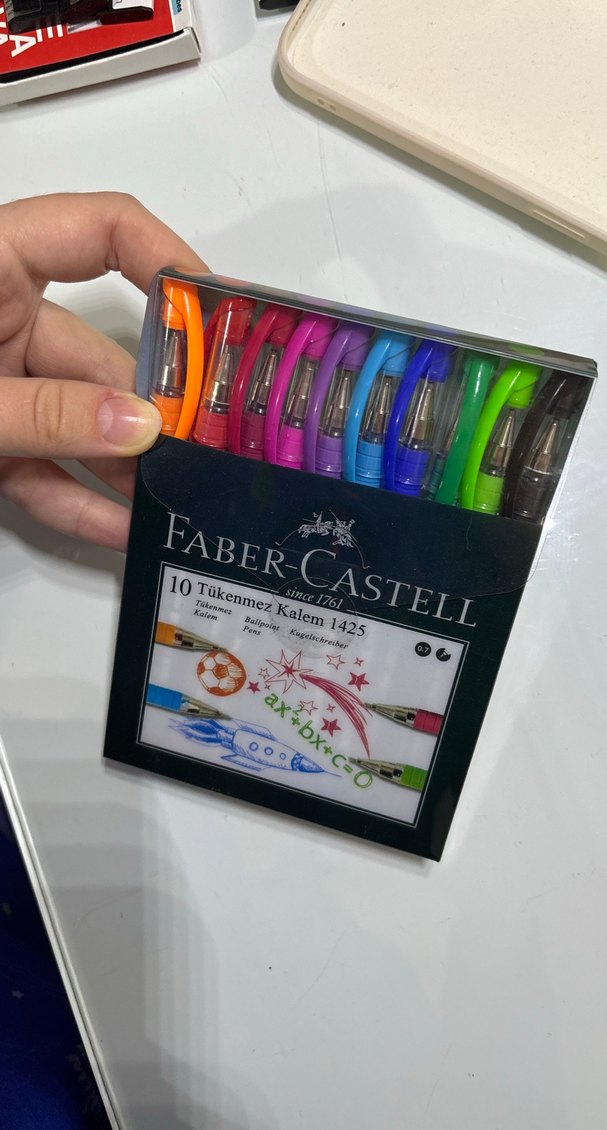 FABER-CASTELL
since 1761
10 Tükenmez Kalem 1425
Tükenmez Kalem
Ballpoint Pens
Kugelschreiber
0.7
ax²+bx+c=0